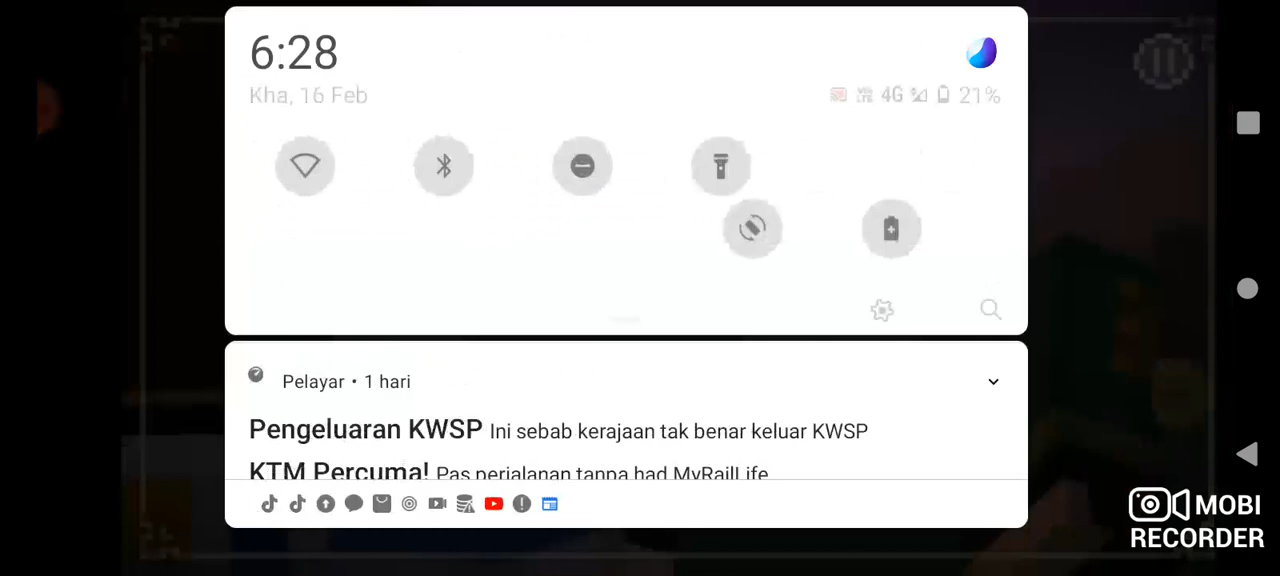 6:28
Kha, 16 Feb
4G 21%
Pelayar • 1 hari
Pengeluaran KWSP Ini sebab kerajaan tak benar keluar KWSP
KTM Percuma! Pas perjalanan tanpa had MyRailLife
MOBI
RECORDER